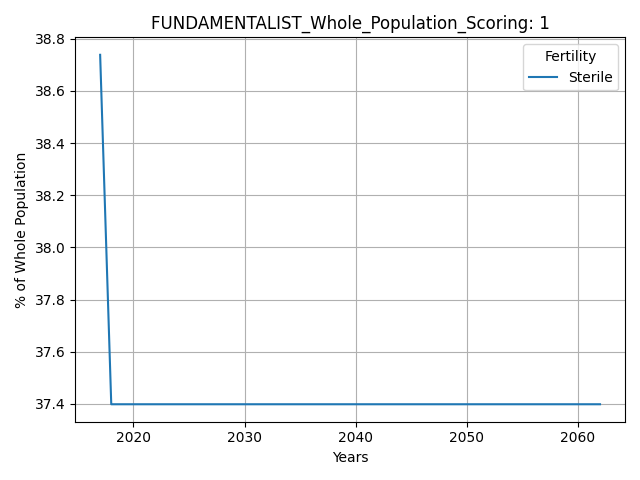 FUNDAMENTALIST_Whole_Population_Scoring: 1
Fertility
Sterile
% of Whole Population
38.8
38.6
38.4
38.2
38.0
37.8
37.6
37.4
2020 2030 2040 2050 2060
Years